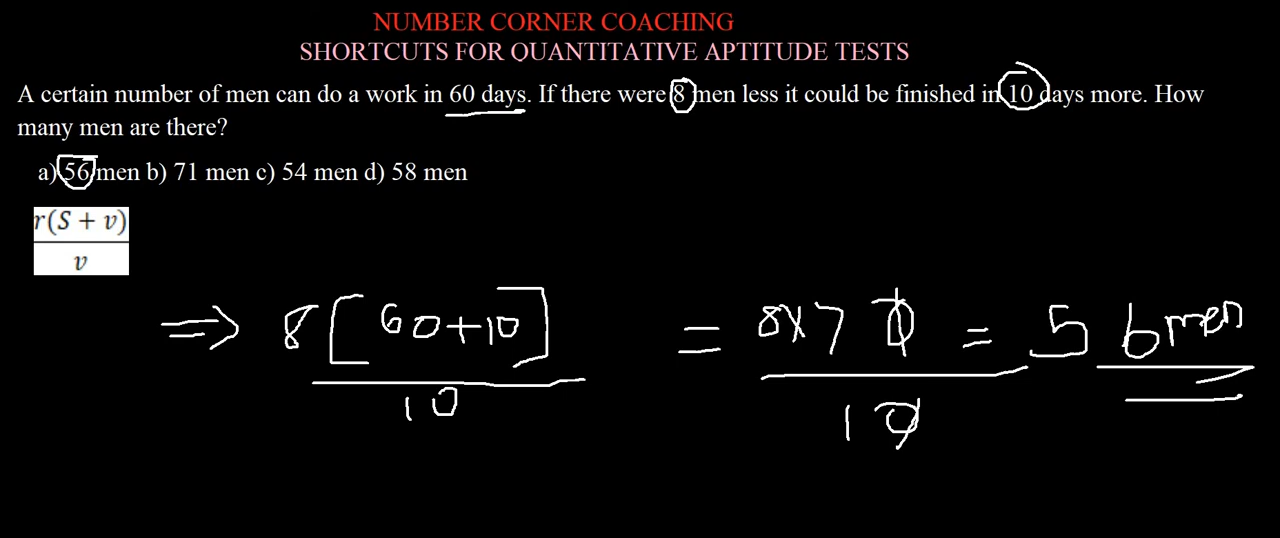 NUMBER CORNER COACHING
SHORTCUTS FOR QUANTITATIVE APTITUDE TESTS
A certain number of men can do a work in 60 days. If there were 8 men less it could be finished in 10 days more. How
many men are there?
a) 56 men b) 71 men c) 54 men d) 58 men
r(S + v)
v
⇒ 8[60+10] = 8×70 = 56men
10 10